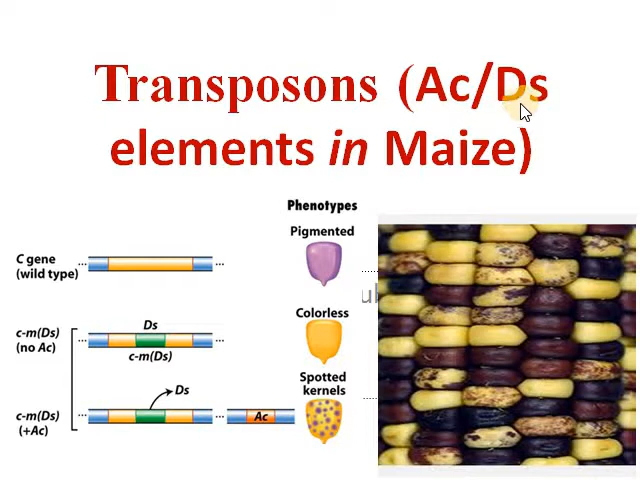 Transposons (Ac/Ds
elements in Maize)
Phenotypes
Pigmented
C gene
(wild type)
Colorless
c-m(Ds)
(no Ac)
Ds
c-m(Ds)
Spotted
kernels
c-m(Ds)
(+Ac)
Ds
Ac